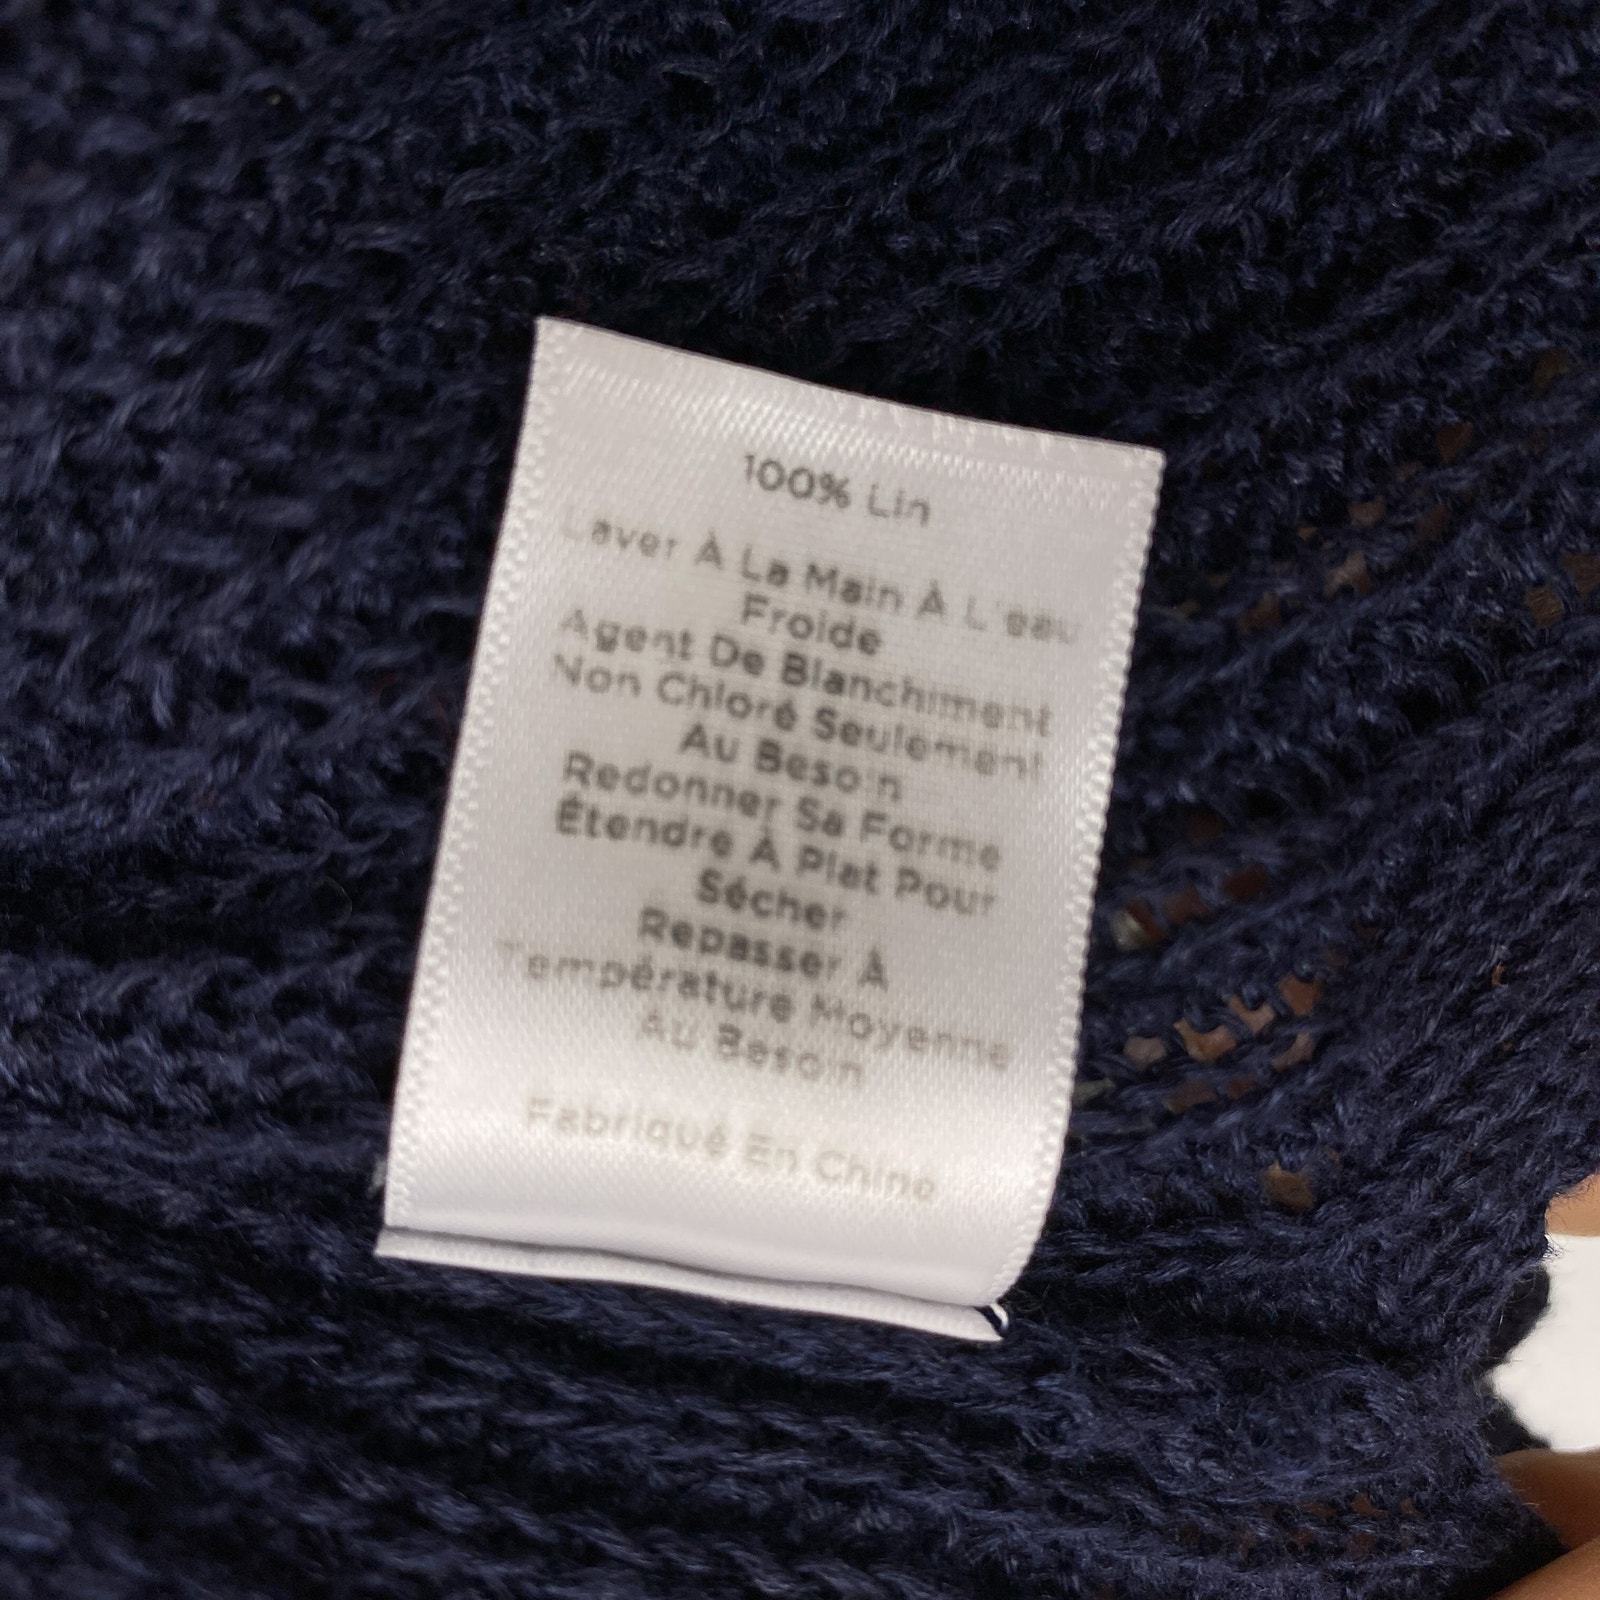 100% Lin
Laver À La Main À L'eau
Froide
Agent De Blanchiment
Non Chloré Seulement
Au Besoin
Redonner Sa Forme
Étendre À Plat Pour
Sécher
Repasser À
Température Moyenne
Au Besoin
Fabriqué En Chine